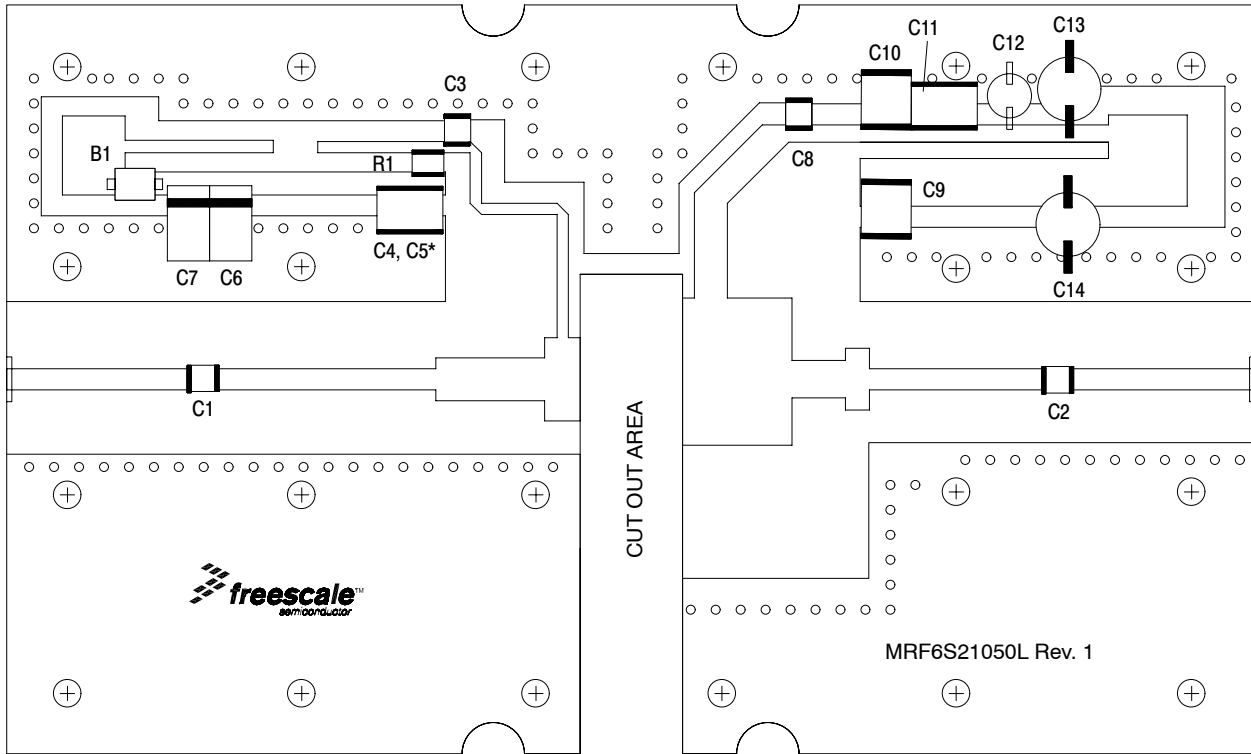 C13
C11
C12
C10
C3
B1
R1
C8
C9
C4, C5*
C7
C6
C14
C1
C2
CUT OUT AREA
freescale™
semiconductor
MRF6S21050L Rev. 1